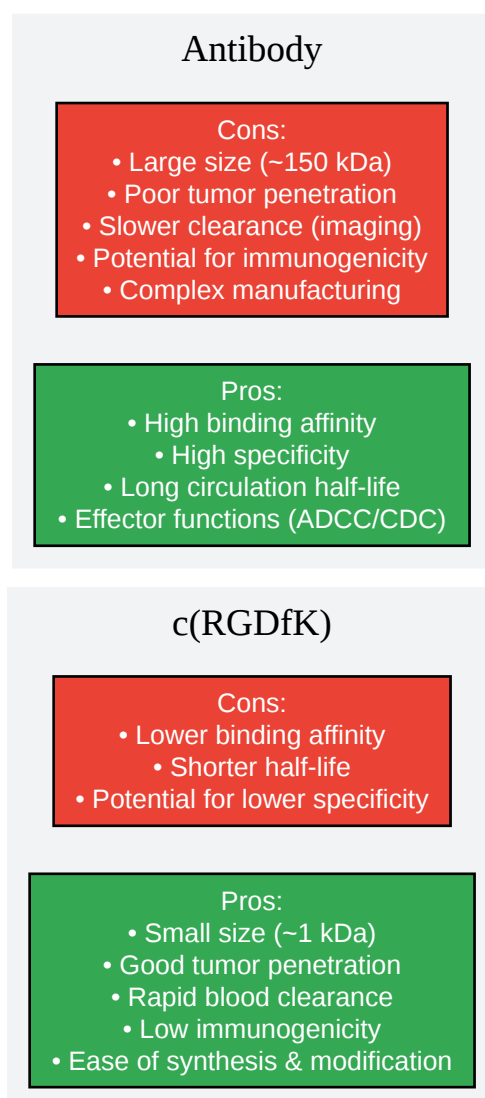 Antibody
Cons:
• Large size (~150 kDa)
• Poor tumor penetration
• Slower clearance (imaging)
• Potential for immunogenicity
• Complex manufacturing
Pros:
• High binding affinity
• High specificity
• Long circulation half-life
• Effector functions (ADCC/CDC)
c(RGDfK)
Cons:
• Lower binding affinity
• Shorter half-life
• Potential for lower specificity
Pros:
• Small size (~1 kDa)
• Good tumor penetration
• Rapid blood clearance
• Low immunogenicity
• Ease of synthesis & modification